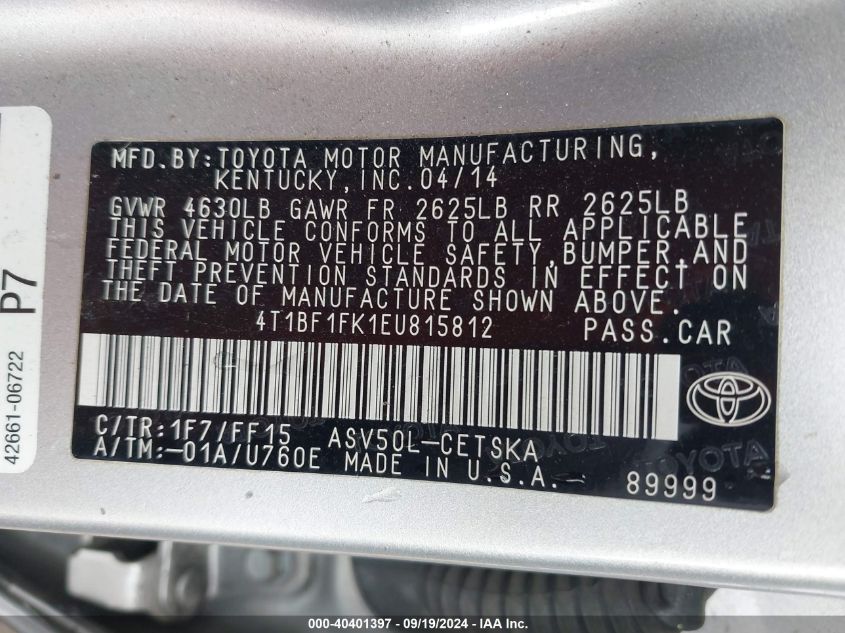 MFD.BY:TOYOTA MOTOR MANUFACTURING,
KENTUCKY,INC.04/14
GVWR 4630LB GAWR FR 2625LB RR 2625LB
THIS VEHICLE CONFORMS TO ALL APPLICABLE
FEDERAL MOTOR VEHICLE SAFETY,BUMPER,AND
THEFT PREVENTION STANDARDS IN EFFECT ON
THE DATE OF MANUFACTURE SHOWN ABOVE.
4T1BF1FK1EU815812 PASS.CAR
C/TR:1F7/FF15 ASV50L-CETSKA
A/TM:-01A/U760E MADE IN U.S.A.
89999
TOYOTA
42661-06722
P7
000-40401397 - 09/19/2024 - IAA Inc.